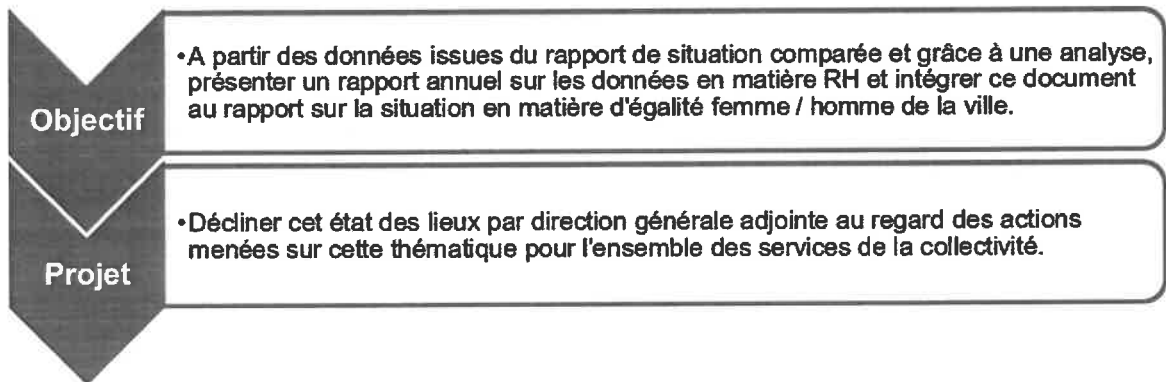 Objectif
•A partir des données issues du rapport de situation comparée et grâce à une analyse,
présenter un rapport annuel sur les données en matière RH et intégrer ce document
au rapport sur la situation en matière d'égalité femme / homme de la ville.
Projet
•Décliner cet état des lieux par direction générale adjointe au regard des actions
menées sur cette thématique pour l'ensemble des services de la collectivité.